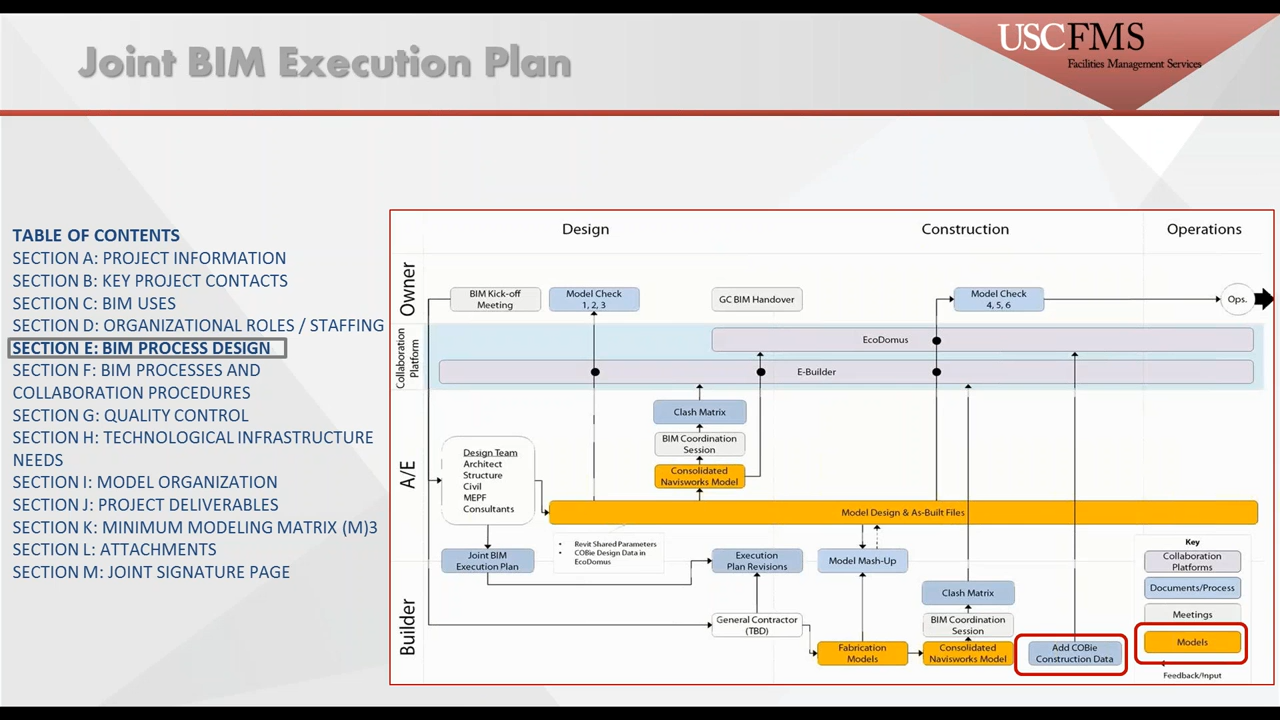 Joint BIM Execution Plan
USCFMS
Facilities Management Services
TABLE OF CONTENTS
SECTION A: PROJECT INFORMATION
SECTION B: KEY PROJECT CONTACTS
SECTION C: BIM USES
SECTION D: ORGANIZATIONAL ROLES / STAFFING
SECTION E: BIM PROCESS DESIGN
SECTION F: BIM PROCESSES AND
COLLABORATION PROCEDURES
SECTION G: QUALITY CONTROL
SECTION H: TECHNOLOGICAL INFRASTRUCTURE
NEEDS
SECTION I: MODEL ORGANIZATION
SECTION J: PROJECT DELIVERABLES
SECTION K: MINIMUM MODELING MATRIX (M)3
SECTION L: ATTACHMENTS
SECTION M: JOINT SIGNATURE PAGE
Design
Construction
Operations
Owner
BIM Kick-off
Meeting
Model Check
1, 2, 3
GC BIM Handover
Model Check
4, 5, 6
Ops.
Collaboration
Platform
EcoDomus
E-Builder
A/E
Clash Matrix
BIM Coordination
Session
Consolidated
Navisworks Model
Design Team
Architect
Structure
Civil
MEPF
Consultants
Model Design & As-Built Files
• Revit Shared Parameters
• COBie Design Data in
EcoDomus
Joint BIM
Execution Plan
Execution
Plan Revisions
Model Mash-Up
Builder
General Contractor
(TBD)
Fabrication
Models
Clash Matrix
BIM Coordination
Session
Consolidated
Navisworks Model
Add COBie
Construction Data
Key
Collaboration
Platforms
Documents/Process
Meetings
Models
Feedback/Input